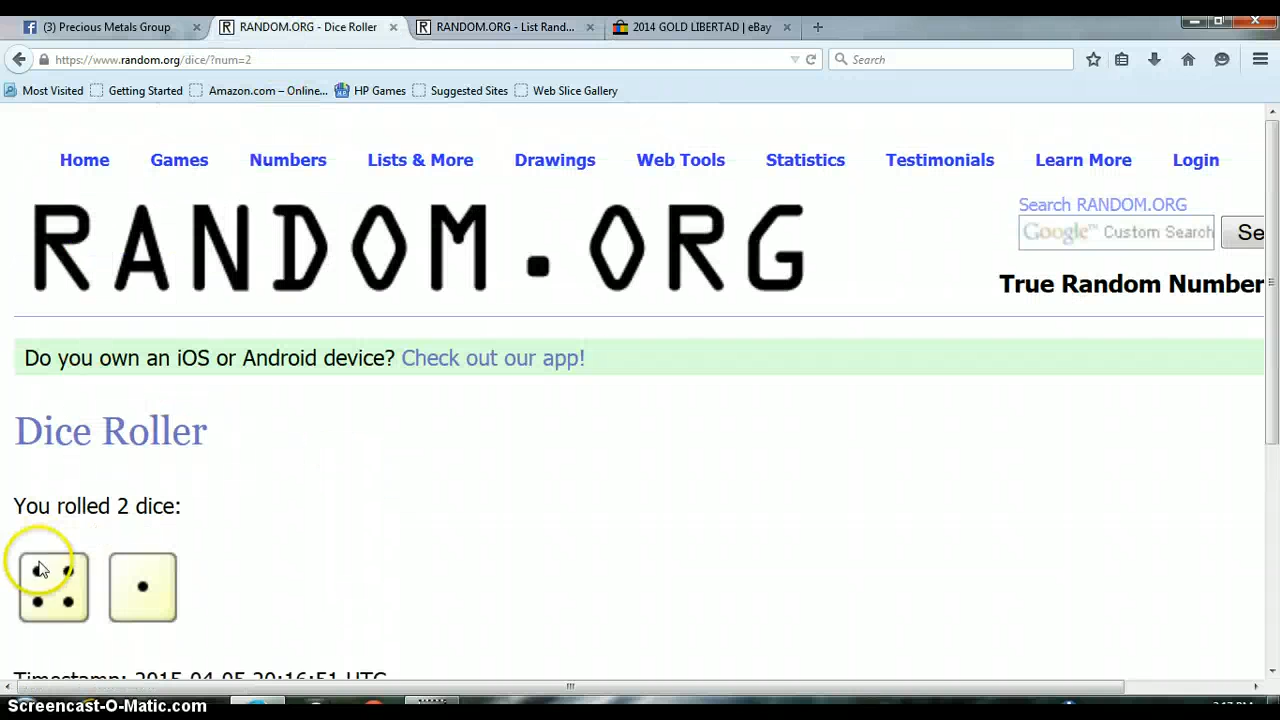 (3) Precious Metals Group
RANDOM.ORG - Dice Roller
RANDOM.ORG - List Rand...
2014 GOLD LIBERTAD | eBay
https://www.random.org/dice/?num=2
Search
Most Visited
Getting Started
Amazon.com – Online...
HP Games
Suggested Sites
Web Slice Gallery
Home Games Numbers Lists & More Drawings Web Tools Statistics Testimonials Learn More Login
RANDOM.ORG
Search RANDOM.ORG
Google™ Custom Search
Se
True Random Number
Do you own an iOS or Android device? Check out our app!
Dice Roller
You rolled 2 dice:
Timestamp: 2015-04-05 20:16:51 UTC
Screencast-O-Matic.com